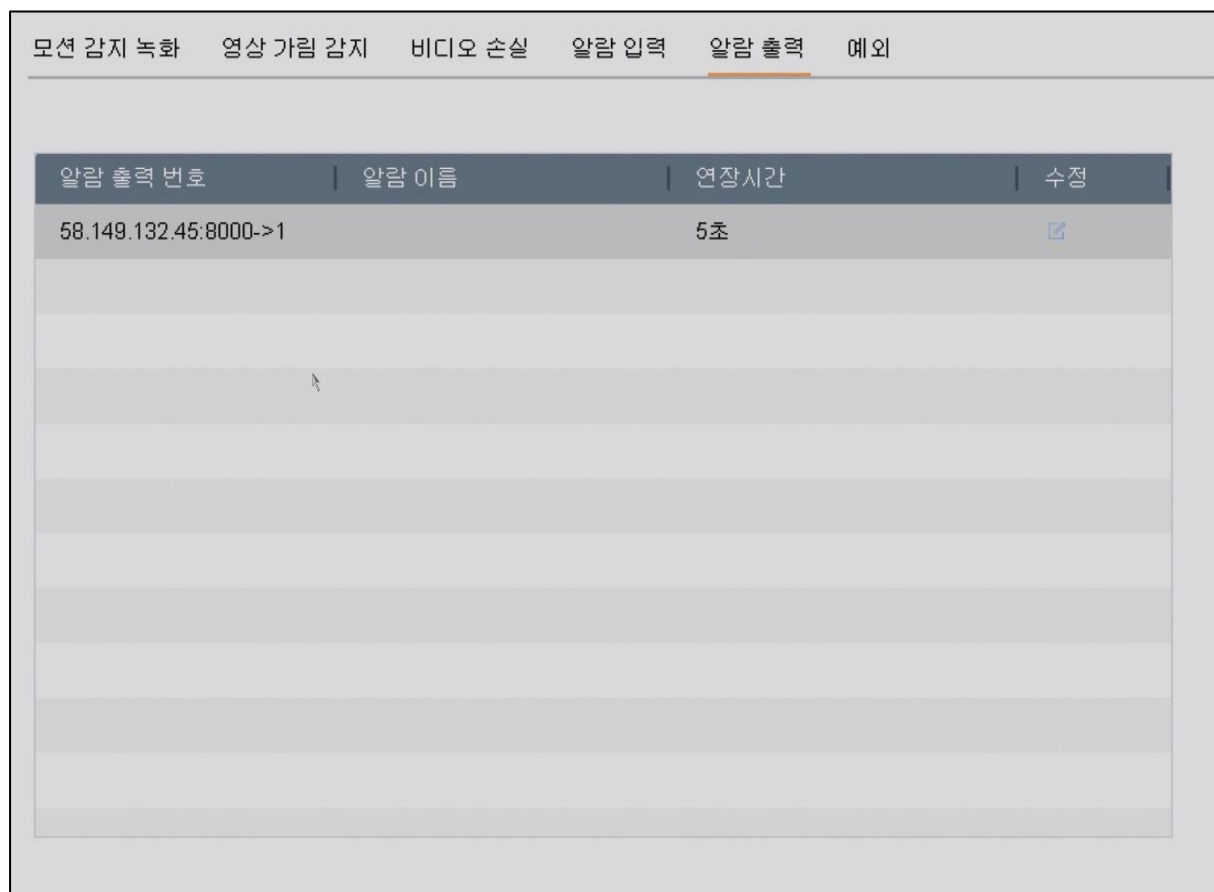 모션 감지 녹화 영상 가림 감지 비디오 손실 알람 입력 알람 출력 예외
알람 출력 번호 알람 이름 연장시간 수정
58.149.132.45:8000->1 5초